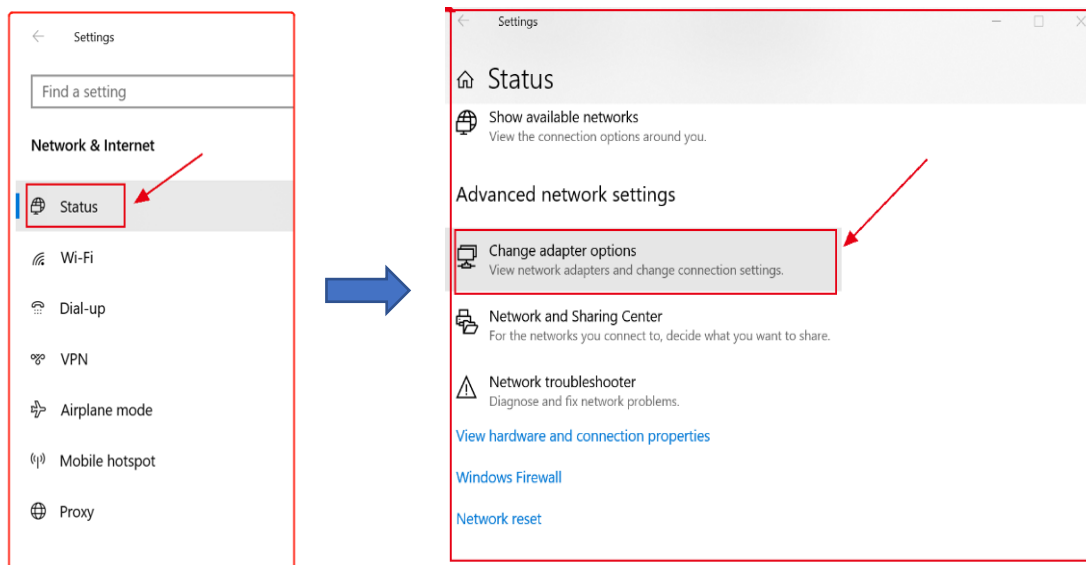 Settings
Find a setting
Network & Internet
Status
Wi-Fi
Dial-up
VPN
Airplane mode
Mobile hotspot
Proxy
Settings
Status
Show available networks
View the connection options around you.
Advanced network settings
Change adapter options
View network adapters and change connection settings.
Network and Sharing Center
For the networks you connect to, decide what you want to share.
Network troubleshooter
Diagnose and fix network problems.
View hardware and connection properties
Windows Firewall
Network reset